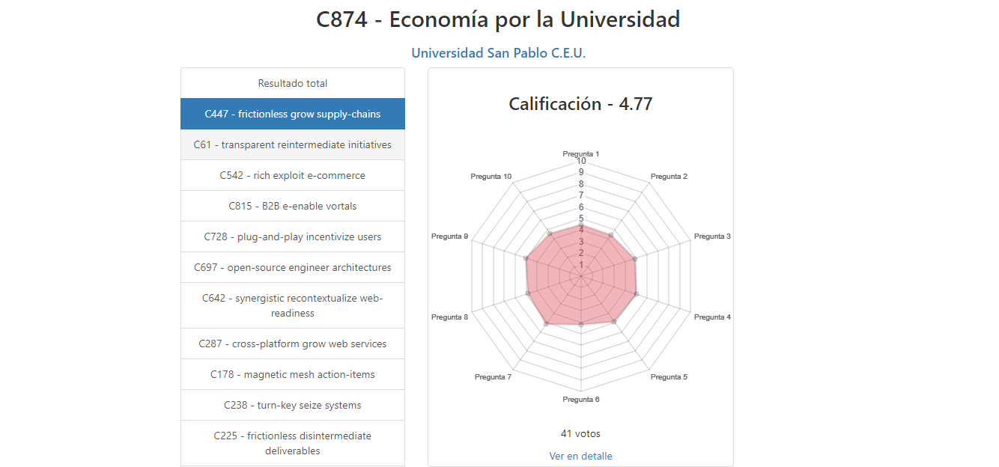 C874 - Economía por la Universidad
Universidad San Pablo C.E.U.
Resultado total
C447 - frictionless grow supply-chains
C61 - transparent reintermediate initiatives
C542 - rich exploit e-commerce
C815 - B2B e-enable vortals
C728 - plug-and-play incentivize users
C697 - open-source engineer architectures
C642 - synergistic recontextualize web-
readiness
C287 - cross-platform grow web services
C178 - magnetic mesh action-items
C238 - turn-key seize systems
C225 - frictionless disintermediate
deliverables
Calificación - 4.77
Pregunta 1
10
9
8
7
6
5
4
3
2
1
Pregunta 2
Pregunta 3
Pregunta 4
Pregunta 5
Pregunta 6
Pregunta 7
Pregunta 8
Pregunta 9
Pregunta 10
41 votos
Ver en detalle